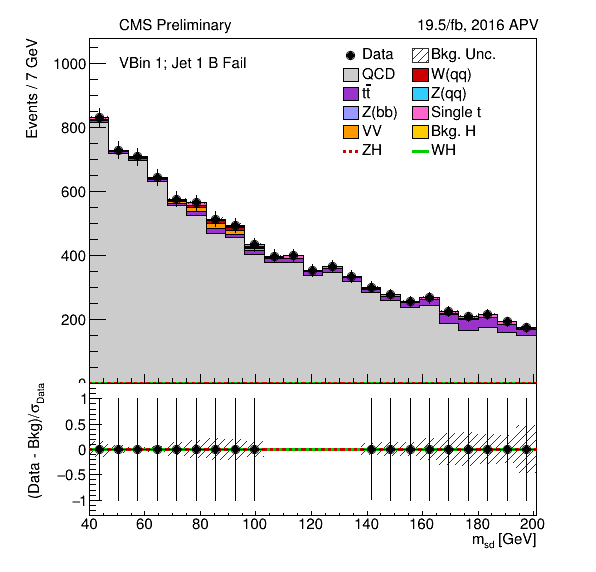 CMS Preliminary 19.5/fb, 2016 APV
Events / 7 GeV
VBin 1; Jet 1 B Fail
Data Bkg. Unc.
QCD W(qq)
tt̄ Z(qq)
Z(bb) Single t
VV Bkg. H
ZH WH
1000
800
600
400
200
0
(Data - Bkg)/σData
1
0.5
0
−0.5
−1
40 60 80 100 120 140 160 180 200
msd [GeV]